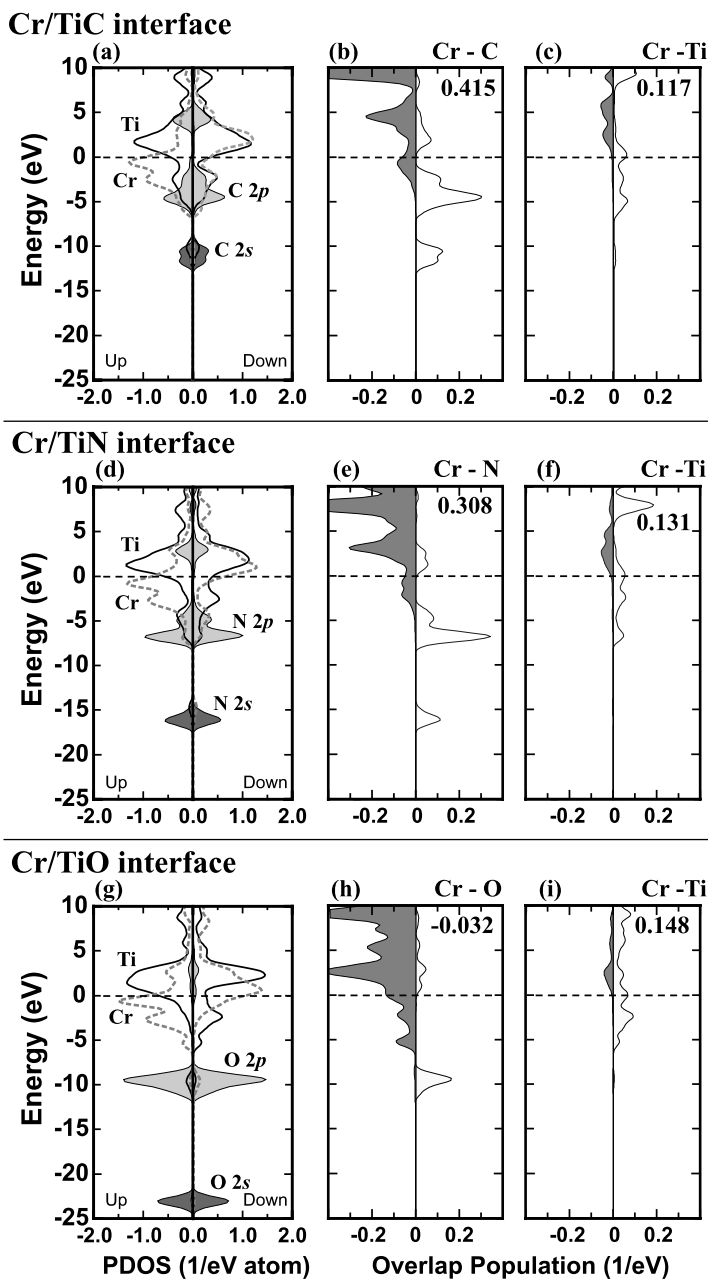 Cr/TiC interface
(a) (b) Cr - C (c) Cr -Ti
10
0.415 0.117
5
Ti
0
Cr
C 2p
-5
C 2s
-10
-15
-20
Up Down
-25
-2.0 -1.0 0.0 1.0 2.0 -0.2 0 0.2 -0.2 0 0.2
Energy (eV)
Cr/TiN interface
(d) (e) Cr - N (f) Cr -Ti
10
0.308 0.131
5
Ti
0
Cr
N 2p
-5
-10
N 2s
-15
-20
Up Down
-25
-2.0 -1.0 0.0 1.0 2.0 -0.2 0 0.2 -0.2 0 0.2
Energy (eV)
Cr/TiO interface
(g) (h) Cr - O (i) Cr -Ti
10
-0.032 0.148
5
Ti
0
Cr
-5
O 2p
-10
-15
-20
O 2s
Up Down
-25
-2.0 -1.0 0.0 1.0 2.0 -0.2 0 0.2 -0.2 0 0.2
Energy (eV)
PDOS (1/eV atom) Overlap Population (1/eV)